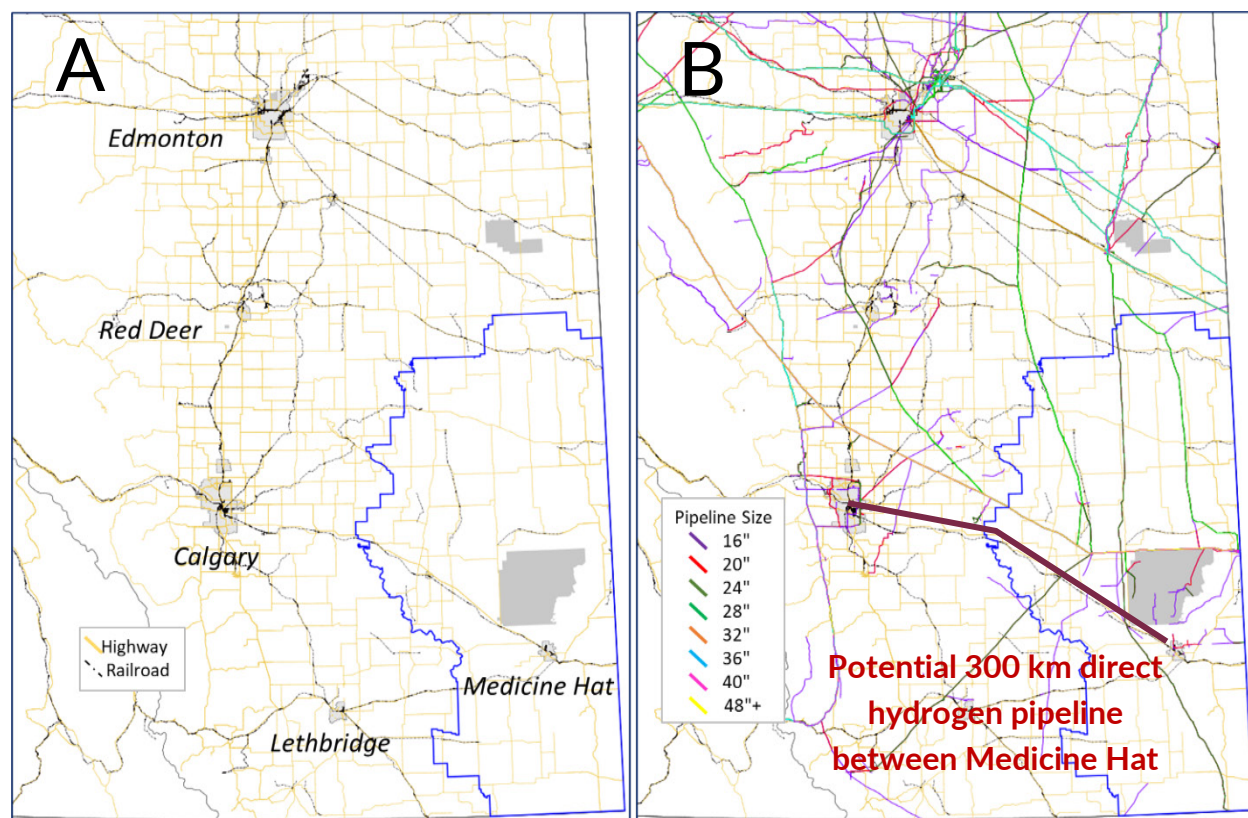 A
Edmonton
Red Deer
Calgary
Highway
Railroad
Medicine Hat
Lethbridge
B
Pipeline Size
16"
20"
24"
28"
32"
36"
40"
48"+
Potential 300 km direct
hydrogen pipeline
between Medicine Hat